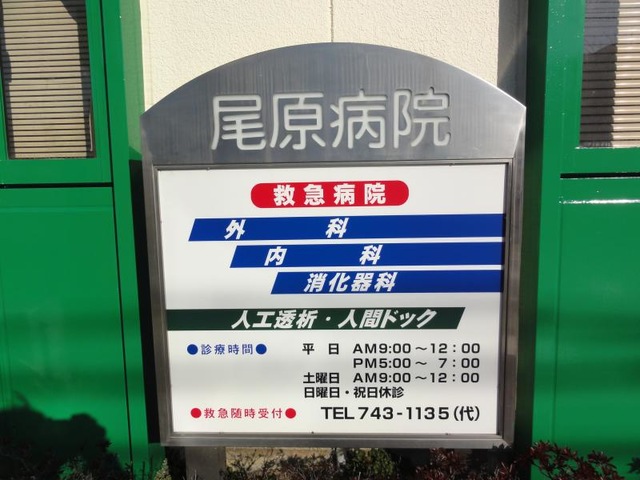 尾原病院
救急病院
外科
内科
消化器科
人工透析・人間ドック
●診療時間● 平日 AM9:00～12:00
PM5:00～7:00
土曜日 AM9:00～12:00
日曜日・祝日休診
●救急随時受付● TEL743-1135(代)